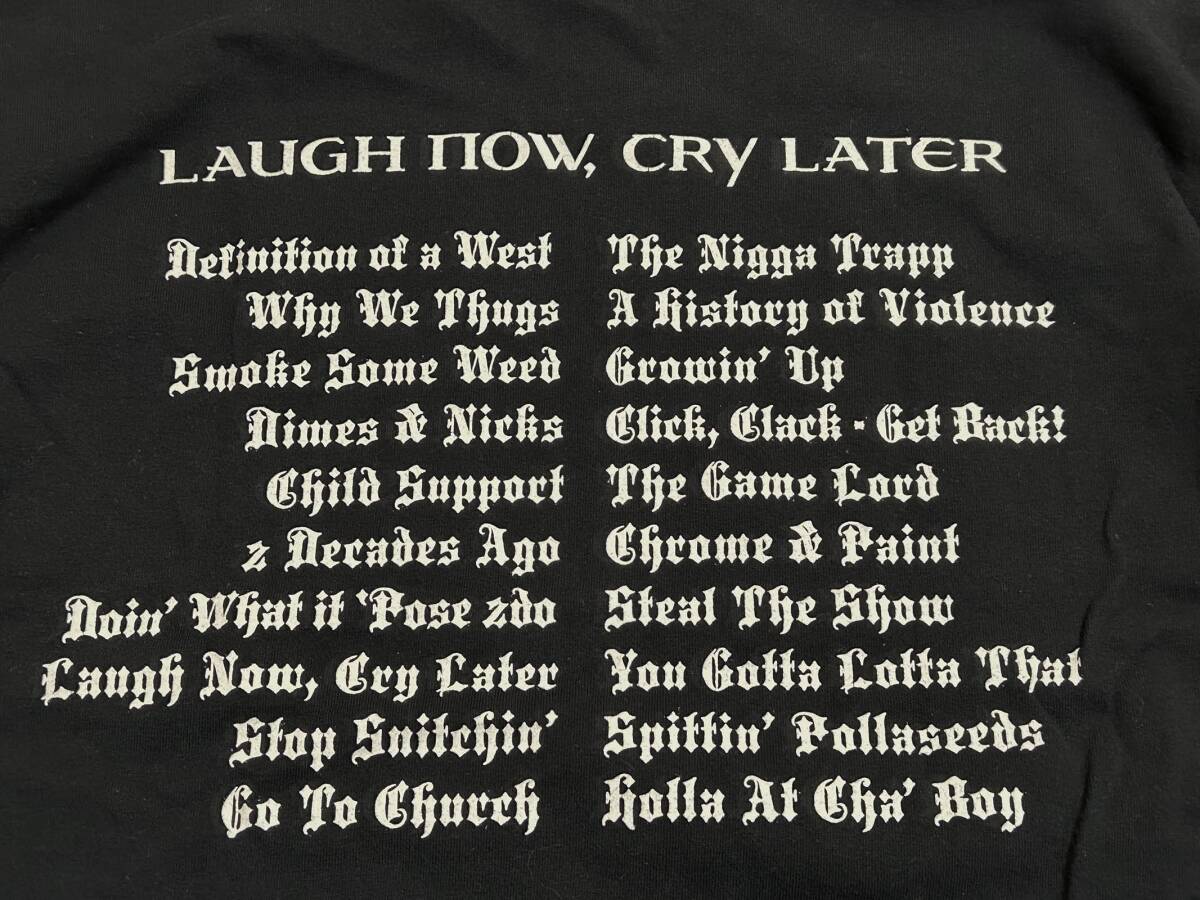 LAUGH NOW, CRY LATER
Definition of a West
Why We Thugs
Smoke Some Weed
Dimes & Nicks
Child Support
2 Decades Ago
Doin' What it 'Pose 2do
Laugh Now, Cry Later
Stop Snitchin'
Go To Church
The Nigga Trapp
A History of Violence
Growin' Up
Click, Clack - Get Back!
The Game Lord
Chrome & Paint
Steal The Show
You Gotta Lotta That
Spittin' Pollaseeds
Holla At Cha' Boy